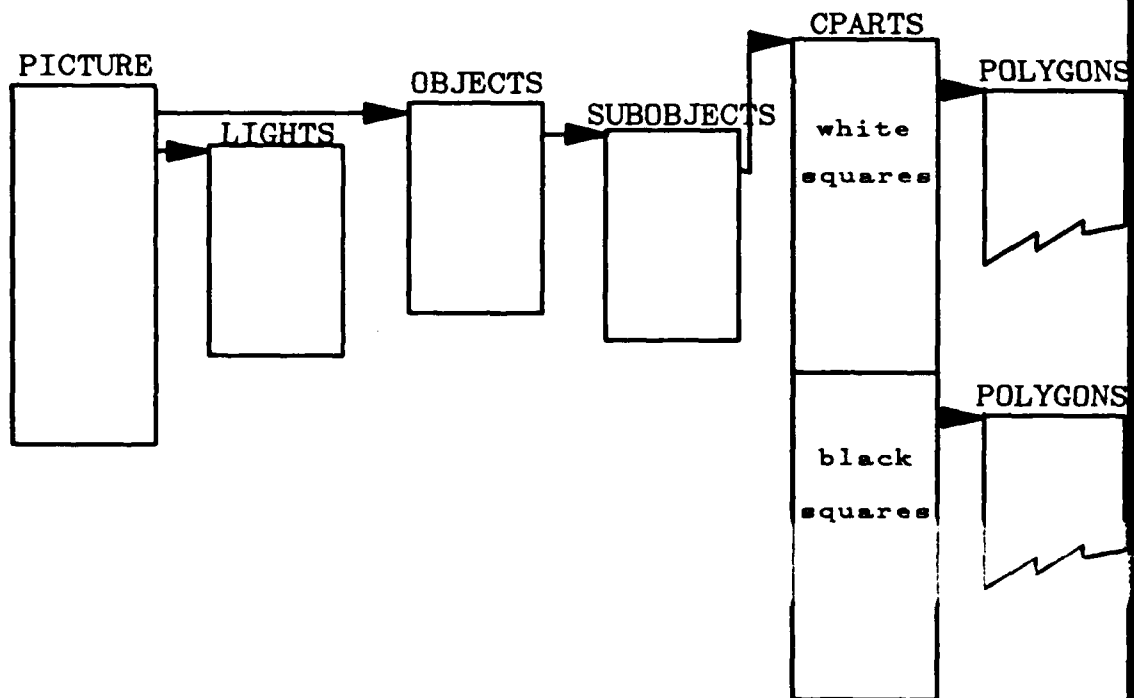 CPARTS
PICTURE
POLYGONS
OBJECTS
SUBOBJECTS
LIGHTS
white
squares
POLYGONS
black
squares